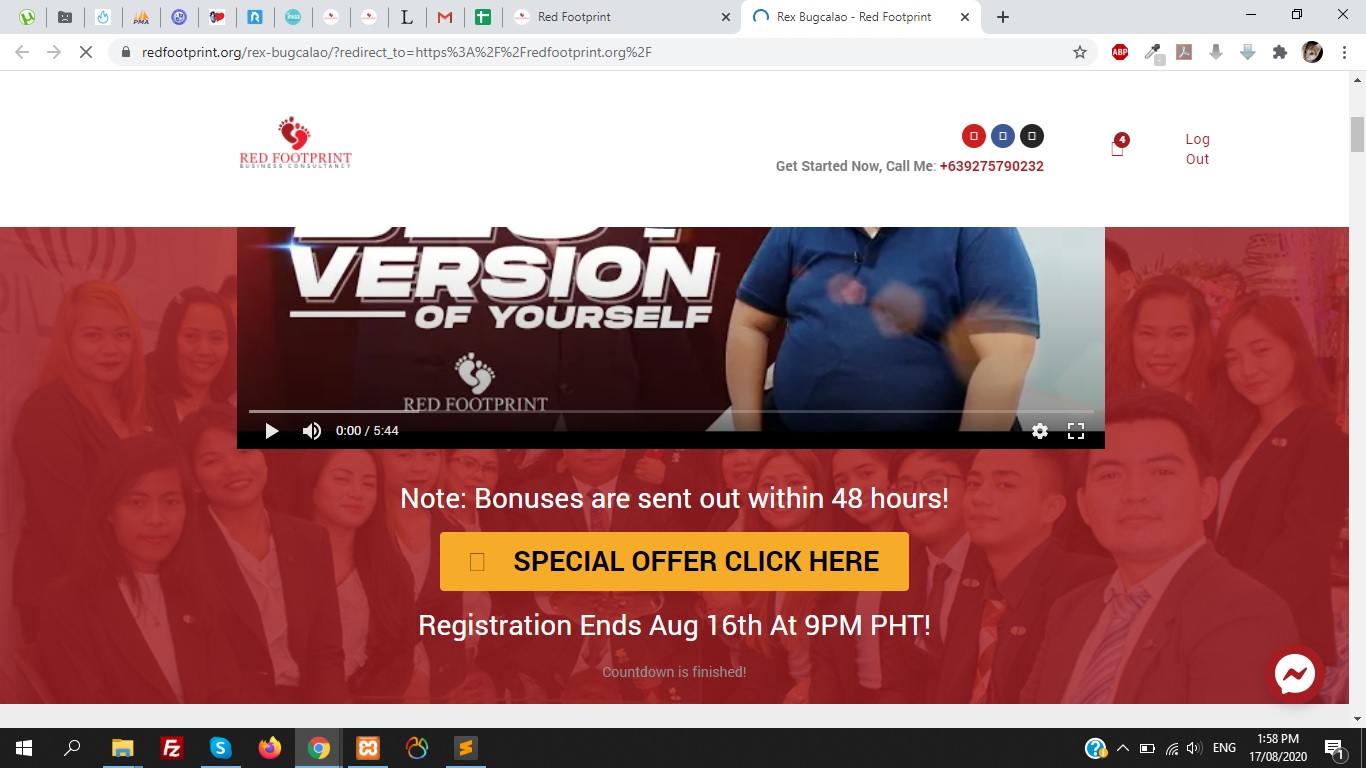 Red Footprint
Rex Bugcalao - Red Footprint
redfootprint.org/rex-bugcalao/?redirect_to=https%3A%2F%2Fredfootprint.org%2F
ABP
RED FOOTPRINT
BUSINESS CONSULTANCY
Get Started Now, Call Me: +639275790232
4
Log
Out
VERSION
OF YOURSELF
RED FOOTPRINT
0:00 / 5:44
Note: Bonuses are sent out within 48 hours!
SPECIAL OFFER CLICK HERE
Registration Ends Aug 16th At 9PM PHT!
Countdown is finished!
ENG
1:58 PM
17/08/2020
1